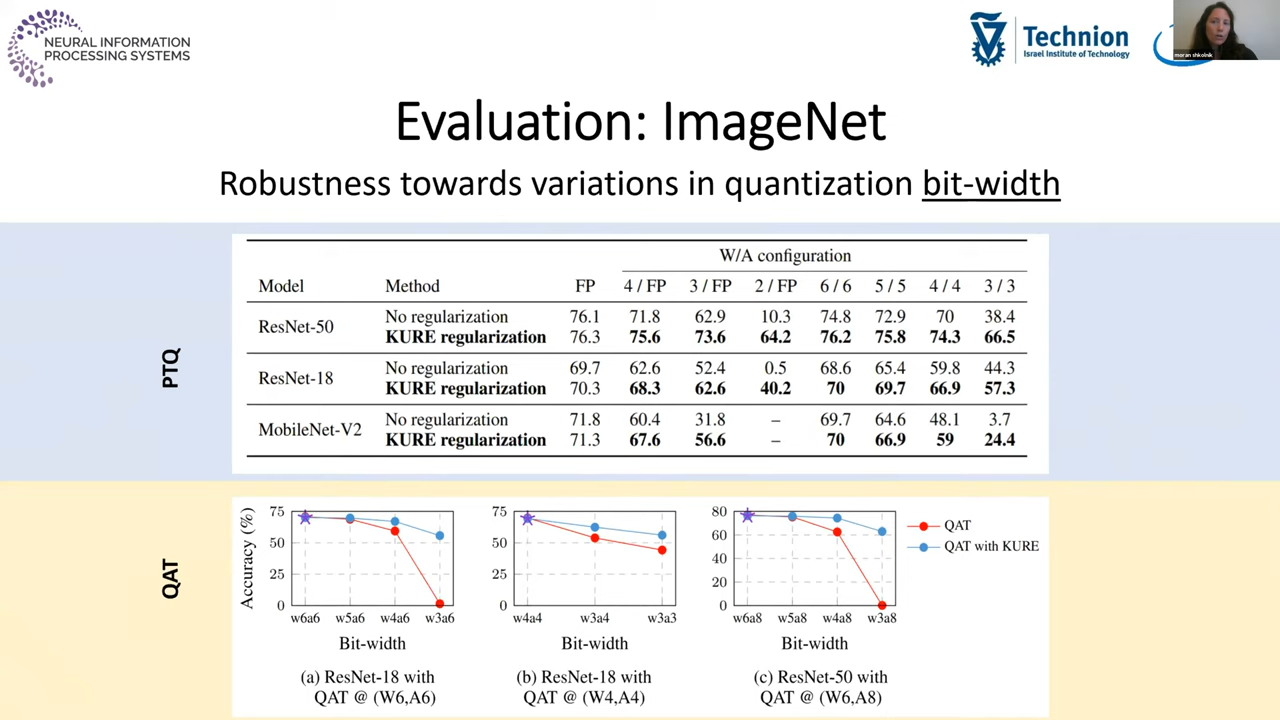 NEURAL INFORMATION
PROCESSING SYSTEMS
Technion
Israel Institute of Technology
moran shkolnik
Evaluation: ImageNet
Robustness towards variations in quantization bit-width
PTQ
W/A configuration
Model Method FP 4 / FP 3 / FP 2 / FP 6 / 6 5 / 5 4 / 4 3 / 3
ResNet-50
No regularization 76.1 71.8 62.9 10.3 74.8 72.9 70 38.4
KURE regularization 76.3 75.6 73.6 64.2 76.2 75.8 74.3 66.5
ResNet-18
No regularization 69.7 62.6 52.4 0.5 68.6 65.4 59.8 44.3
KURE regularization 70.3 68.3 62.6 40.2 70 69.7 66.9 57.3
MobileNet-V2
No regularization 71.8 60.4 31.8 – 69.7 64.6 48.1 3.7
KURE regularization 71.3 67.6 56.6 – 70 66.9 59 24.4
QAT
Accuracy (%)
75
50
25
0
w6a6 w5a6 w4a6 w3a6
Bit-width
(a) ResNet-18 with
QAT @ (W6,A6)
75
50
25
0
w4a4 w3a4 w3a3
Bit-width
(b) ResNet-18 with
QAT @ (W4,A4)
80
60
40
20
0
w6a8 w5a8 w4a8 w3a8
Bit-width
(c) ResNet-50 with
QAT @ (W6,A8)
QAT
QAT with KURE